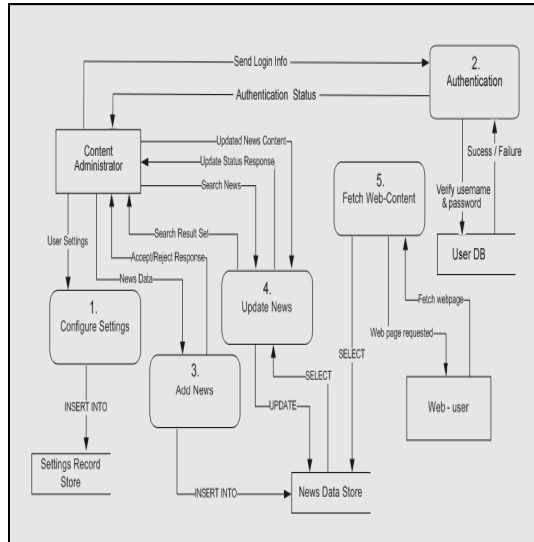 Send Login Info
2.
Authentication
Authentication Status
Content
Administrator
Updated News Content
Update Status Response
Search News
Sucess / Failure
5.
Fetch Web-Content
Verify username
& password
User Settings
Search Result Set
Accept/Reject Response
News Data
User DB
4.
Update News
1.
Configure Settings
Fetch webpage
Web page requested
3.
Add News
SELECT
SELECT
INSERT INTO
UPDATE
Web - user
Settings Record
Store
INSERT INTO
News Data Store